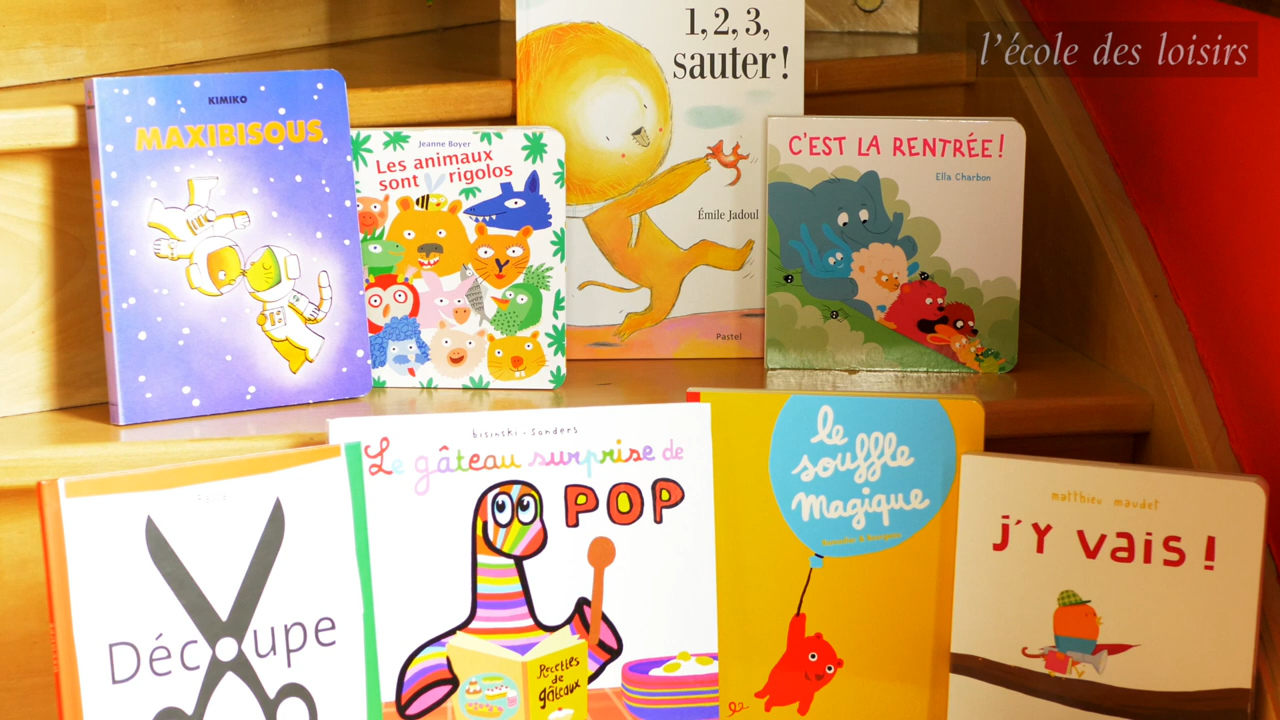 l'école des loisirs
KIMIKO
MAXIBISOUS
Jeanne Boyer
Les animaux
sont rigolos
1, 2, 3,
sauter !
Émile Jadoul
Pastel
C'EST LA RENTRÉE !
Ella Charbon
Découpe
bisinski . sanders
Le gâteau surprise de
POP
Recettes
de
gâteaux
le
souffle
magique
matthieu maudet
J'Y vais !